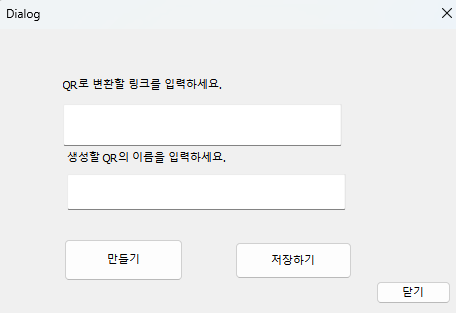 Dialog
QR로 변환할 링크를 입력하세요.
생성할 QR의 이름을 입력하세요.
만들기
저장하기
닫기